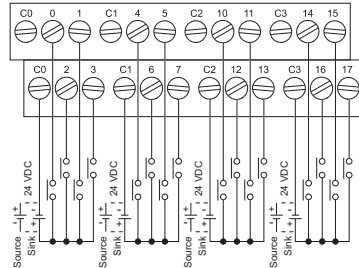 C0 0 1 C1 4 5 C2 10 11 C3 14 15
C0 2 3 C1 6 7 C2 12 13 C3 16 17
24 VDC 24 VDC 24 VDC 24 VDC
- + - + - + - +
Source Source Source Source
- + - + - + - +
Sink Sink Sink Sink